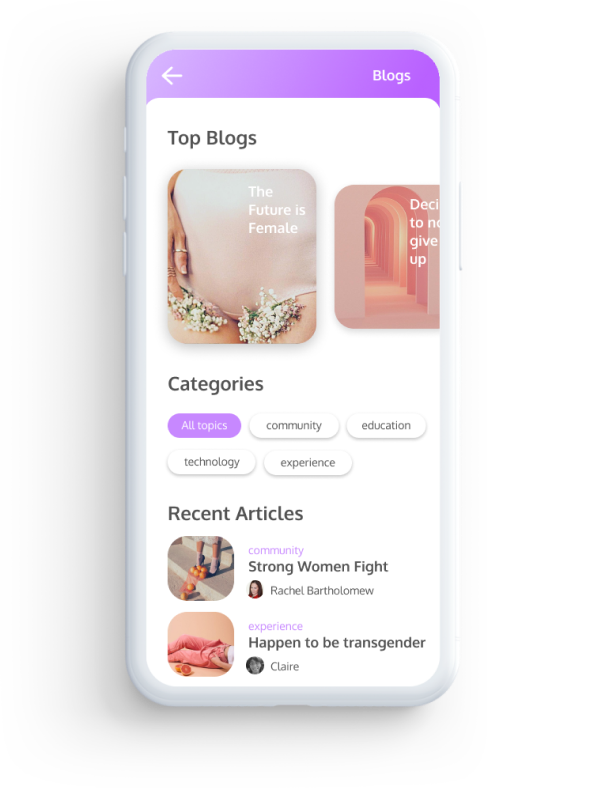 Blogs
Top Blogs
The
Future is
Female
Deci
to
give
up
Categories
All topics
community
education
technology
experience
Recent Articles
community
Strong Women Fight
Rachel Bartholomew
experience
Happen to be transgender
Claire